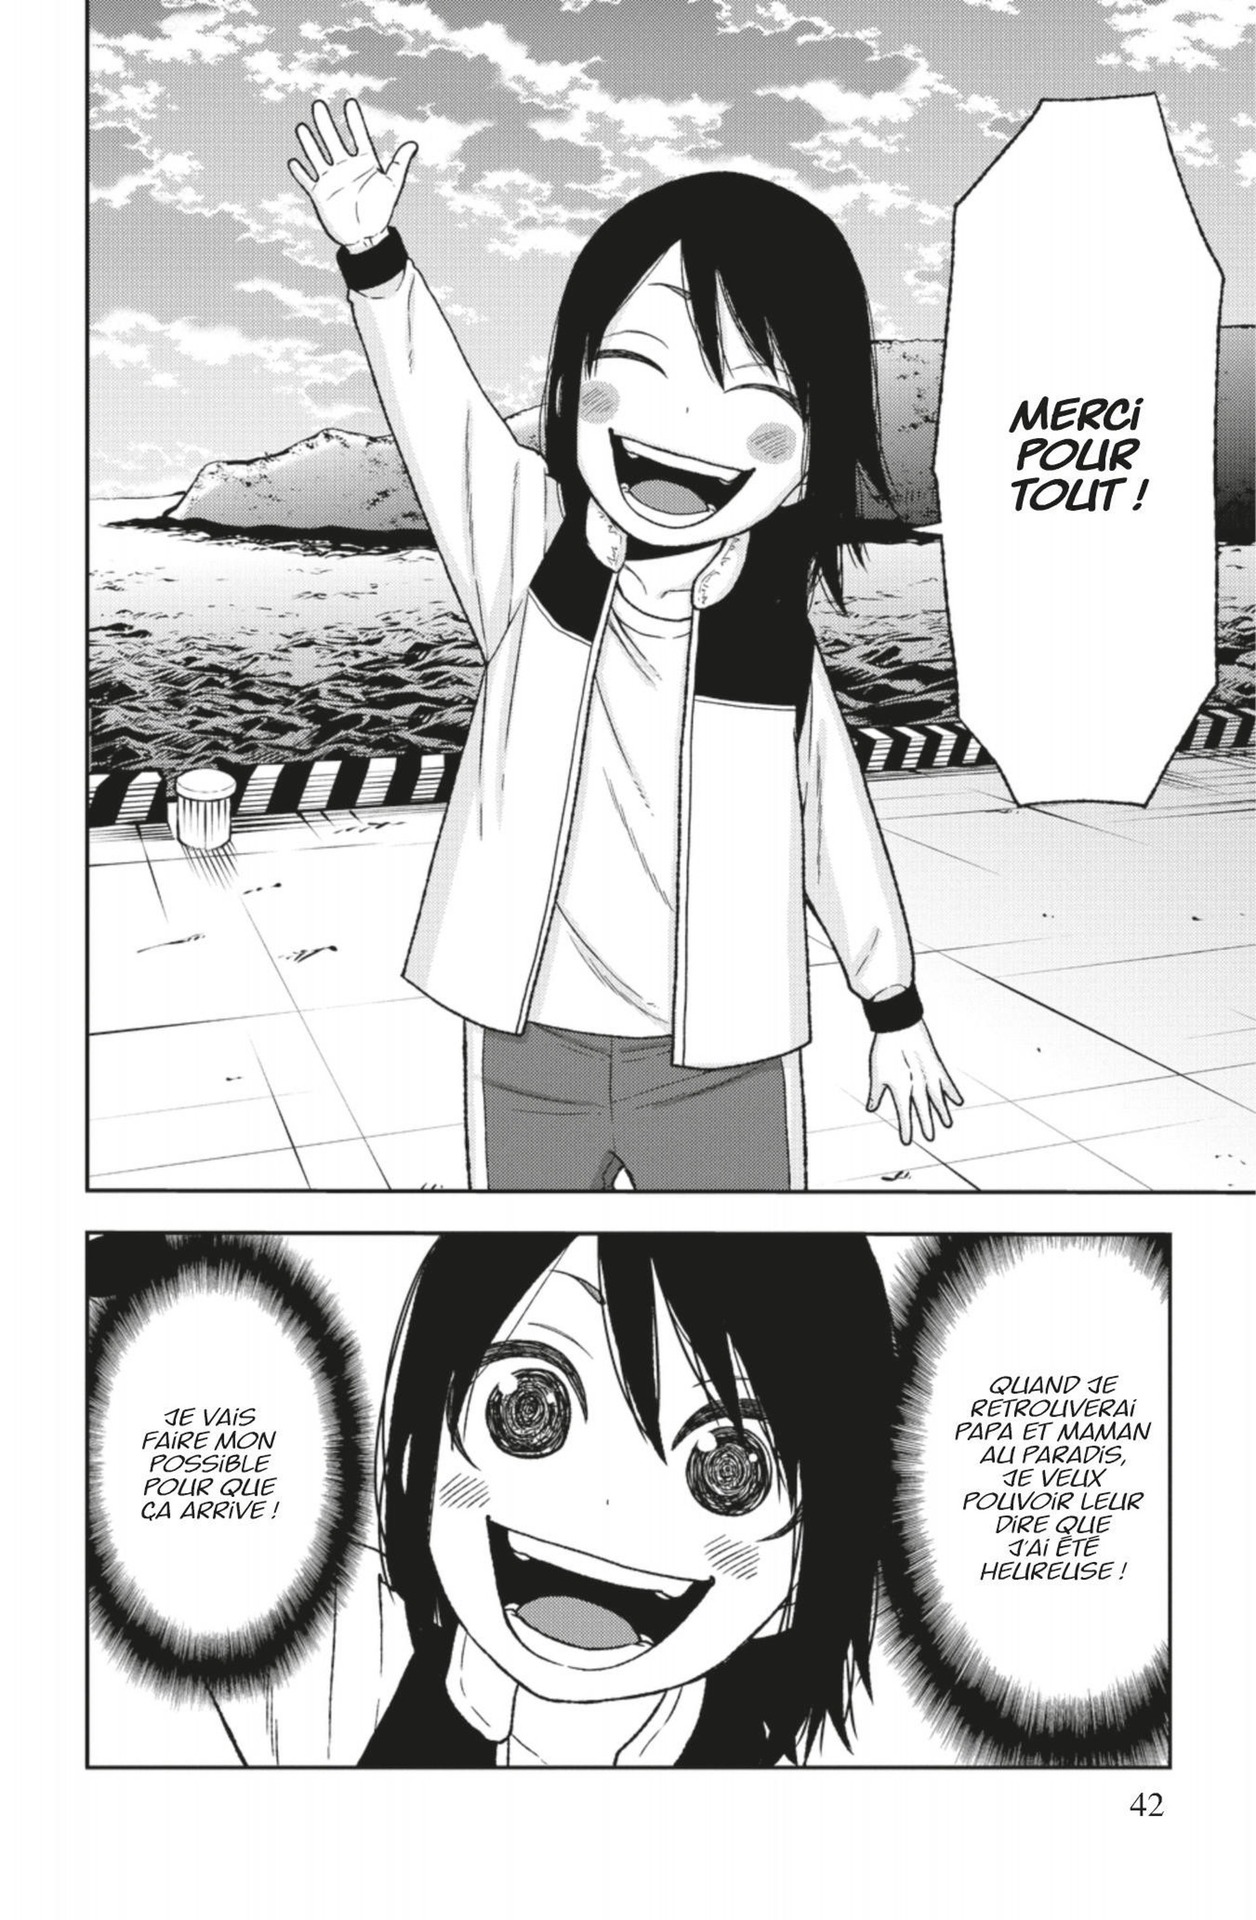 MERCI
POUR
TOUT !
QUAND JE
RETROUVERAI
PAPA ET MAMAN
AU PARADIS,
JE VEUX
POUVOIR LEUR
DIRE QUE
J'AI ÉTÉ
HEUREUSE !
JE VAIS
FAIRE MON
POSSIBLE
POUR QUE
ÇA ARRIVE !
42